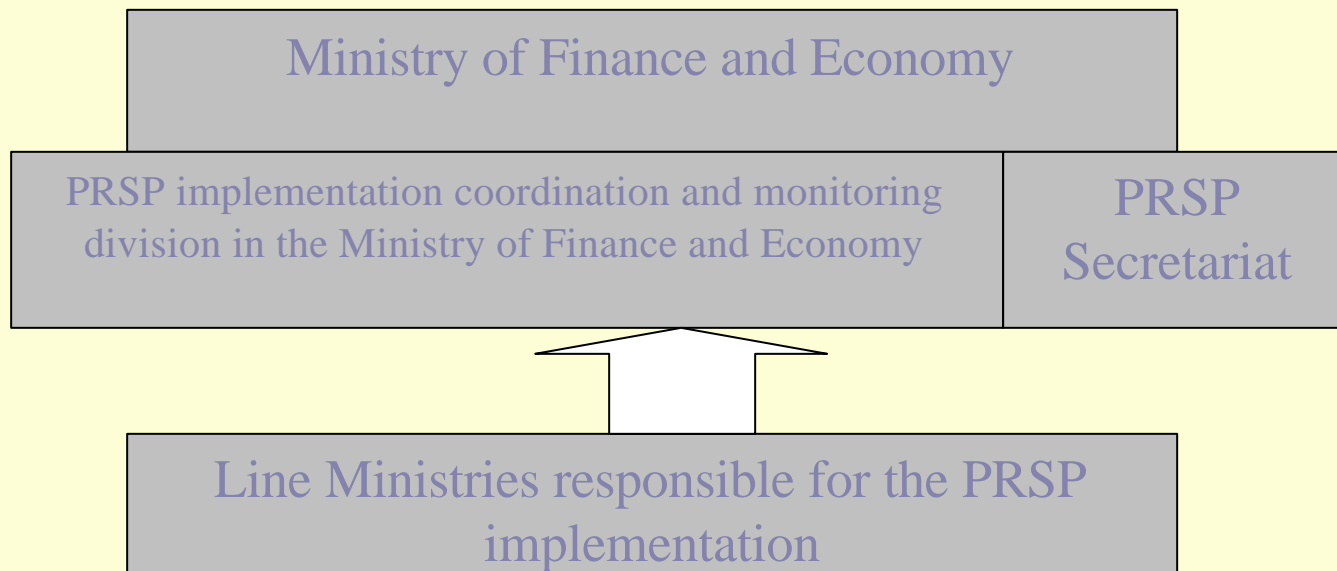 Ministry of Finance and Economy
PRSP implementation coordination and monitoring
division in the Ministry of Finance and Economy
PRSP
Secretariat
Line Ministries responsible for the PRSP
implementation